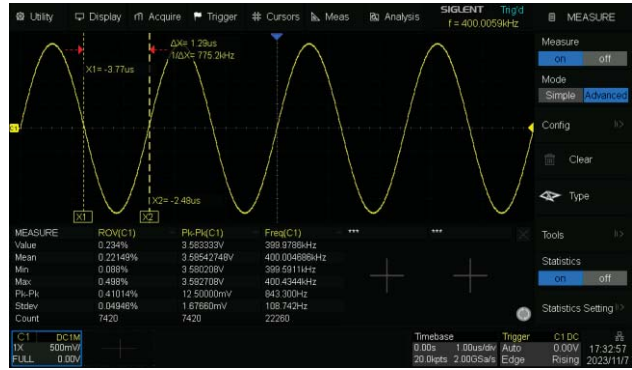 Utility Display Acquire Trigger Cursors Meas Analysis SIGLENT Trig'd MEASURE
f = 400.0059kHz
Measure
on off
Mode
Simple Advanced
Config
Clear
Type
Tools
Statistics
on off
Statistics Setting
ΔX= 1.29us
1/ΔX= 775.2kHz
X1= -3.77us
X2= -2.48us
C1
X1 X2
MEASURE ROV(C1) Pk-Pk(C1) Freq(C1) *** ***
Value 0.234% 3.583333V 399.9786kHz
Mean 0.22149% 3.58542748V 400.004686kHz
Min 0.088% 3.580208V 399.5911kHz
Max 0.498% 3.592708V 400.4344kHz
Pk-Pk 0.41014% 12.50000mV 843.300Hz
Stdev 0.04946% 1.67660mV 108.742Hz
Count 7420 7420 22260
C1 DC1M
1X 500mV/
FULL 0.00V
Timebase
0.00s 1.00us/div
20.0kpts 2.00GSa/s
Trigger C1 DC
Auto 0.00V
Edge Rising
17:32:57
2023/11/7